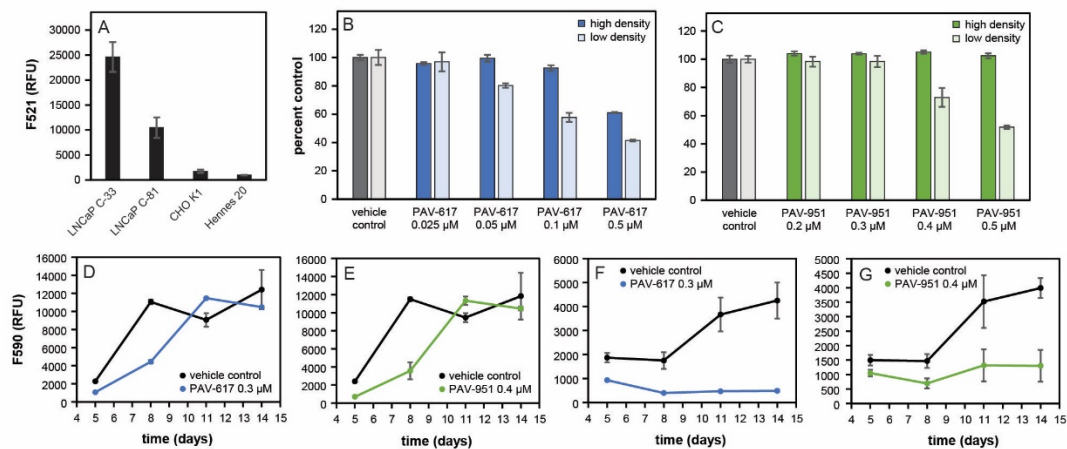 A
F521 (RFU)
30000
25000
20000
15000
10000
5000
0
LNCaP C-33
LNCaP C-81
CHO K1
Hennes 20
B
high density
low density
percent control
120
100
80
60
40
20
0
vehicle control
PAV-617 0.025 µM
PAV-617 0.05 µM
PAV-617 0.1 µM
PAV-617 0.5 µM
C
high density
low density
120
100
80
60
40
20
0
vehicle control
PAV-951 0.2 µM
PAV-951 0.3 µM
PAV-951 0.4 µM
PAV-951 0.5 µM
D
F590 (RFU)
16000
14000
12000
10000
8000
6000
4000
2000
0
vehicle control
PAV-617 0.3 µM
4 5 6 7 8 9 10 11 12 13 14 15
time (days)
E
16000
14000
12000
10000
8000
6000
4000
2000
0
vehicle control
PAV-951 0.4 µM
4 5 6 7 8 9 10 11 12 13 14 15
time (days)
F
vehicle control
PAV-617 0.3 µM
6000
5000
4000
3000
2000
1000
0
4 5 6 7 8 9 10 11 12 13 14 15
time (days)
G
vehicle control
PAV-951 0.4 µM
5000
4500
4000
3500
3000
2500
2000
1500
1000
500
0
4 5 6 7 8 9 10 11 12 13 14 15
time (days)